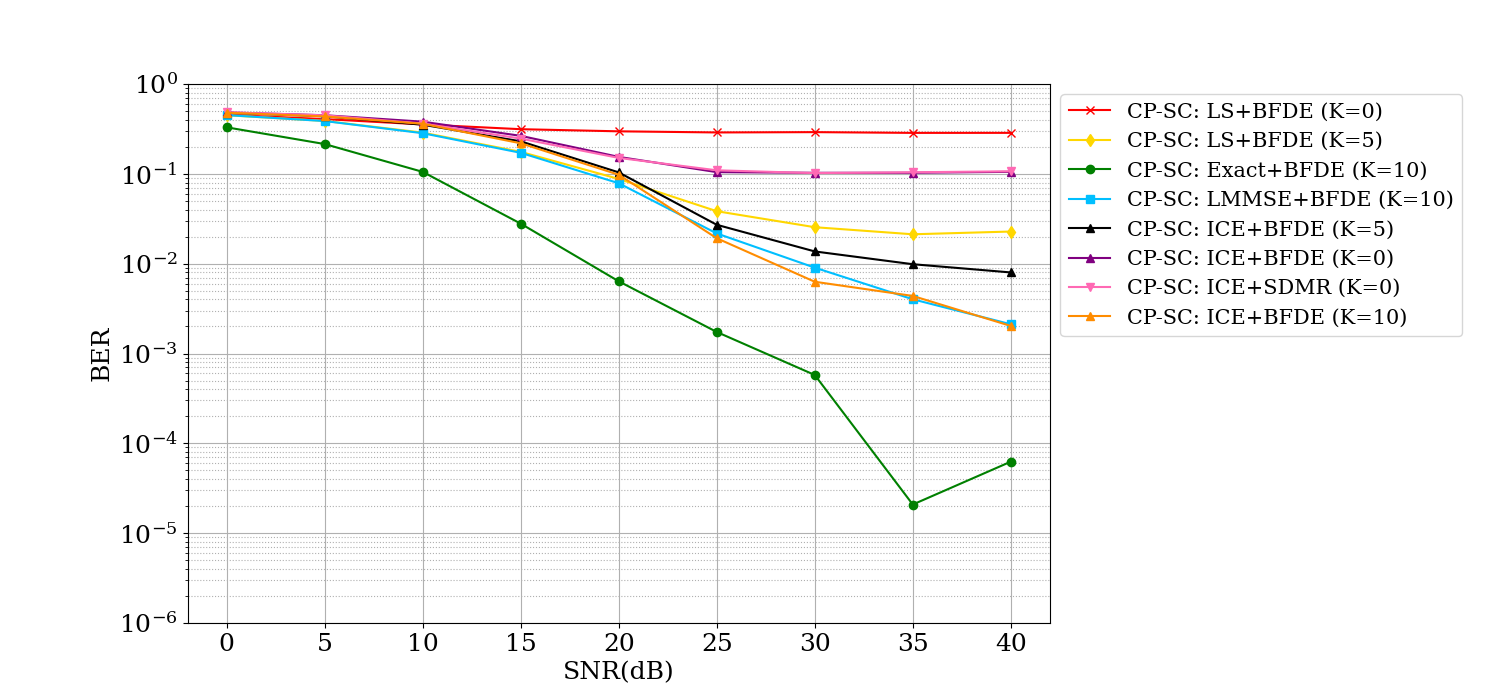 10⁰
10⁻¹
10⁻²
10⁻³
10⁻⁴
10⁻⁵
10⁻⁶
BER
0 5 10 15 20 25 30 35 40
SNR(dB)
CP-SC: LS+BFDE (K=0)
CP-SC: LS+BFDE (K=5)
CP-SC: Exact+BFDE (K=10)
CP-SC: LMMSE+BFDE (K=10)
CP-SC: ICE+BFDE (K=5)
CP-SC: ICE+BFDE (K=0)
CP-SC: ICE+SDMR (K=0)
CP-SC: ICE+BFDE (K=10)